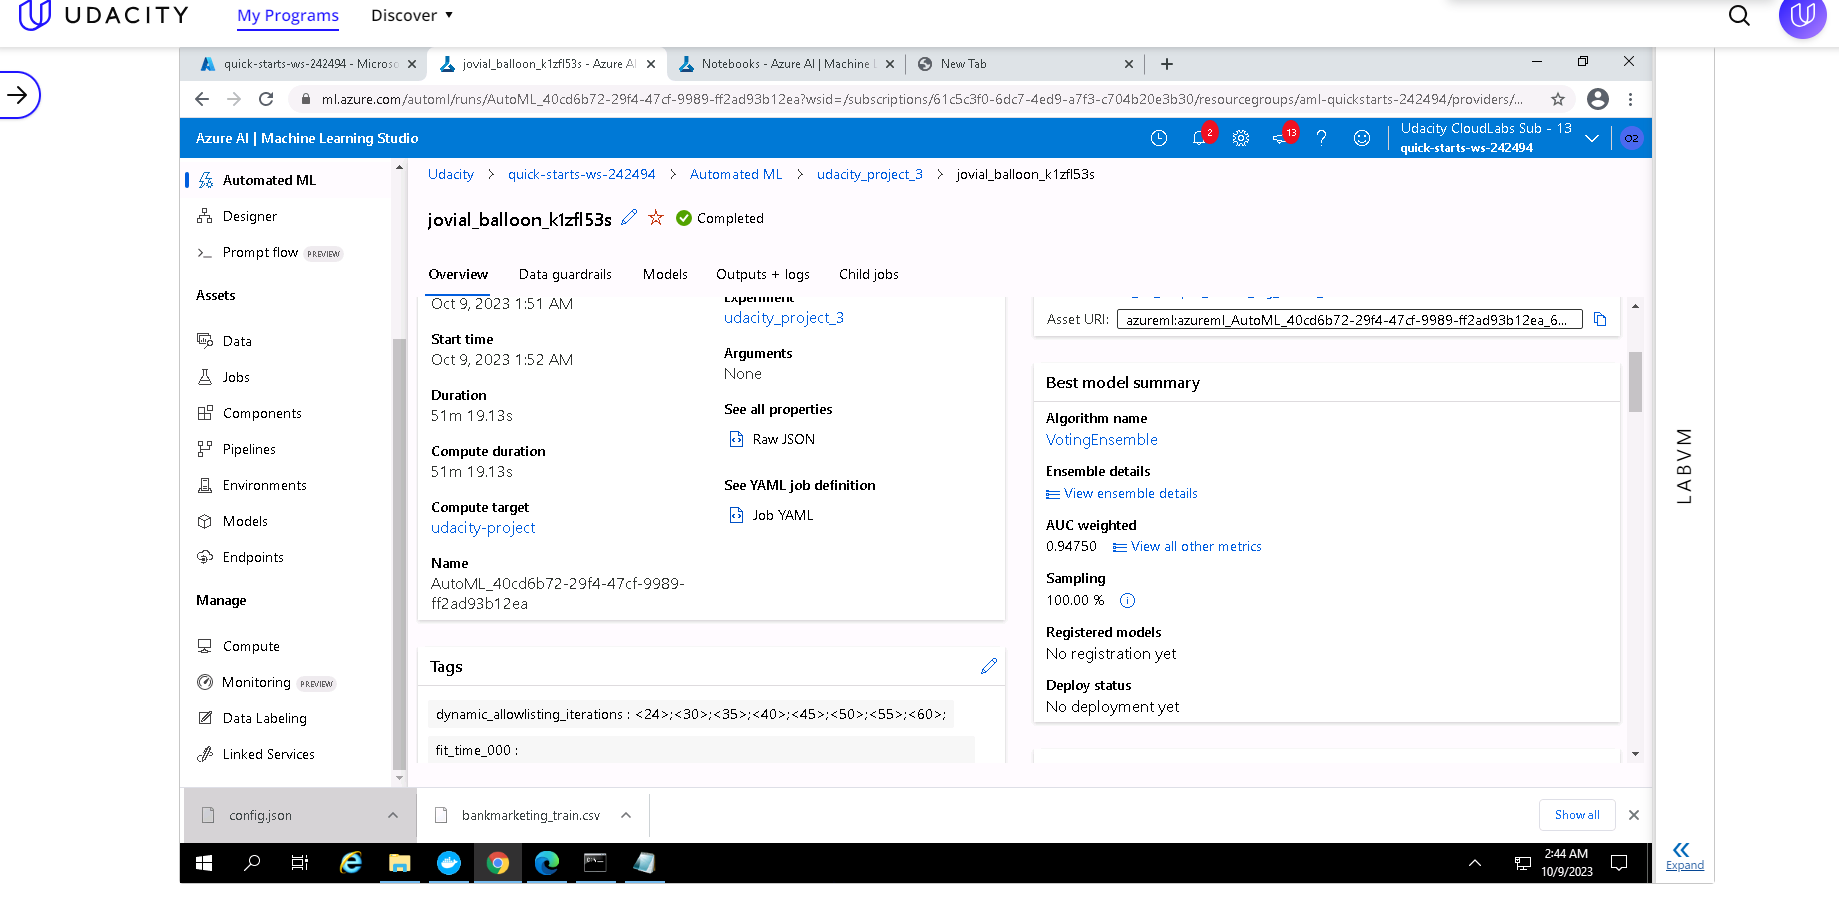 UDACITY
My Programs
Discover
quick-starts-ws-242494 - Microso
jovial_balloon_k1zfl53s - Azure AI
Notebooks - Azure AI | Machine L
New Tab
ml.azure.com/automl/runs/AutoML_40cd6b72-29f4-47cf-9989-ff2ad93b12ea?wsid=/subscriptions/61c5c3f0-6dc7-4ed9-a7f3-c704b20e3b30/resourcegroups/aml-quickstarts-242494/providers/...
Azure AI | Machine Learning Studio
2
13
Udacity CloudLabs Sub - 13
quick-starts-ws-242494
O2
Automated ML
Designer
Prompt flow PREVIEW
Assets
Data
Jobs
Components
Pipelines
Environments
Models
Endpoints
Manage
Compute
Monitoring PREVIEW
Data Labeling
Linked Services
Udacity > quick-starts-ws-242494 > Automated ML > udacity_project_3 > jovial_balloon_k1zfl53s
jovial_balloon_k1zfl53s
Completed
Overview
Data guardrails
Models
Outputs + logs
Child jobs
Oct 9, 2023 1:51 AM
Start time
Oct 9, 2023 1:52 AM
Duration
51m 19.13s
Compute duration
51m 19.13s
Compute target
udacity-project
Name
AutoML_40cd6b72-29f4-47cf-9989-
ff2ad93b12ea
Experiment
udacity_project_3
Arguments
None
See all properties
Raw JSON
See YAML job definition
Job YAML
Tags
dynamic_allowlisting_iterations : <24>;<30>;<35>;<40>;<45>;<50>;<55>;<60>;
fit_time_000 :
Asset URI: azureml:azureml_AutoML_40cd6b72-29f4-47cf-9989-ff2ad93b12ea_6...
Best model summary
Algorithm name
VotingEnsemble
Ensemble details
View ensemble details
AUC weighted
0.94750 View all other metrics
Sampling
100.00 %
Registered models
No registration yet
Deploy status
No deployment yet
LABVM
config.json
bankmarketing_train.csv
Show all
2:44 AM
10/9/2023
Expand